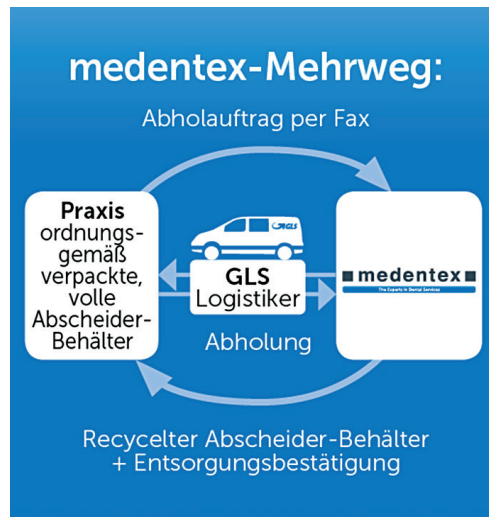 medentex-Mehrweg:
Abholauftrag per Fax
Praxis
ordnungs-
gemäß
verpackte,
volle
Abscheider-
Behälter
GLS
GLS
Logistiker
Abholung
medentex
The Experts in Dental Services
Recycelter Abscheider-Behälter
+ Entsorgungsbestätigung